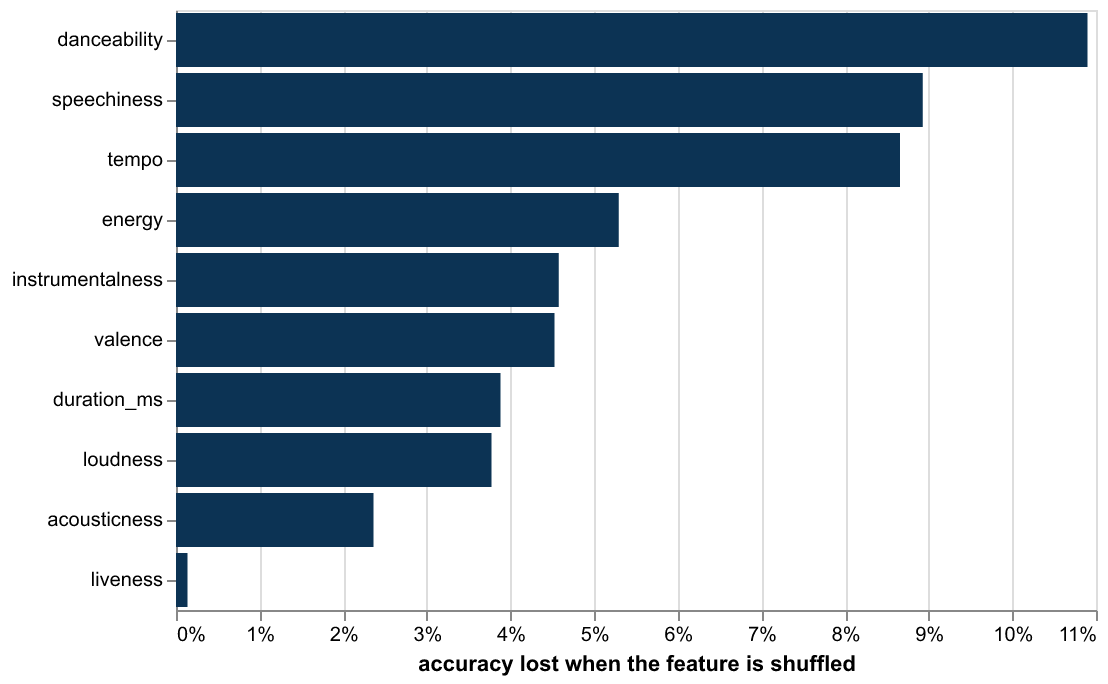 danceability
speechiness
tempo
energy
instrumentalness
valence
duration_ms
loudness
acousticness
liveness
0% 1% 2% 3% 4% 5% 6% 7% 8% 9% 10% 11%
accuracy lost when the feature is shuffled